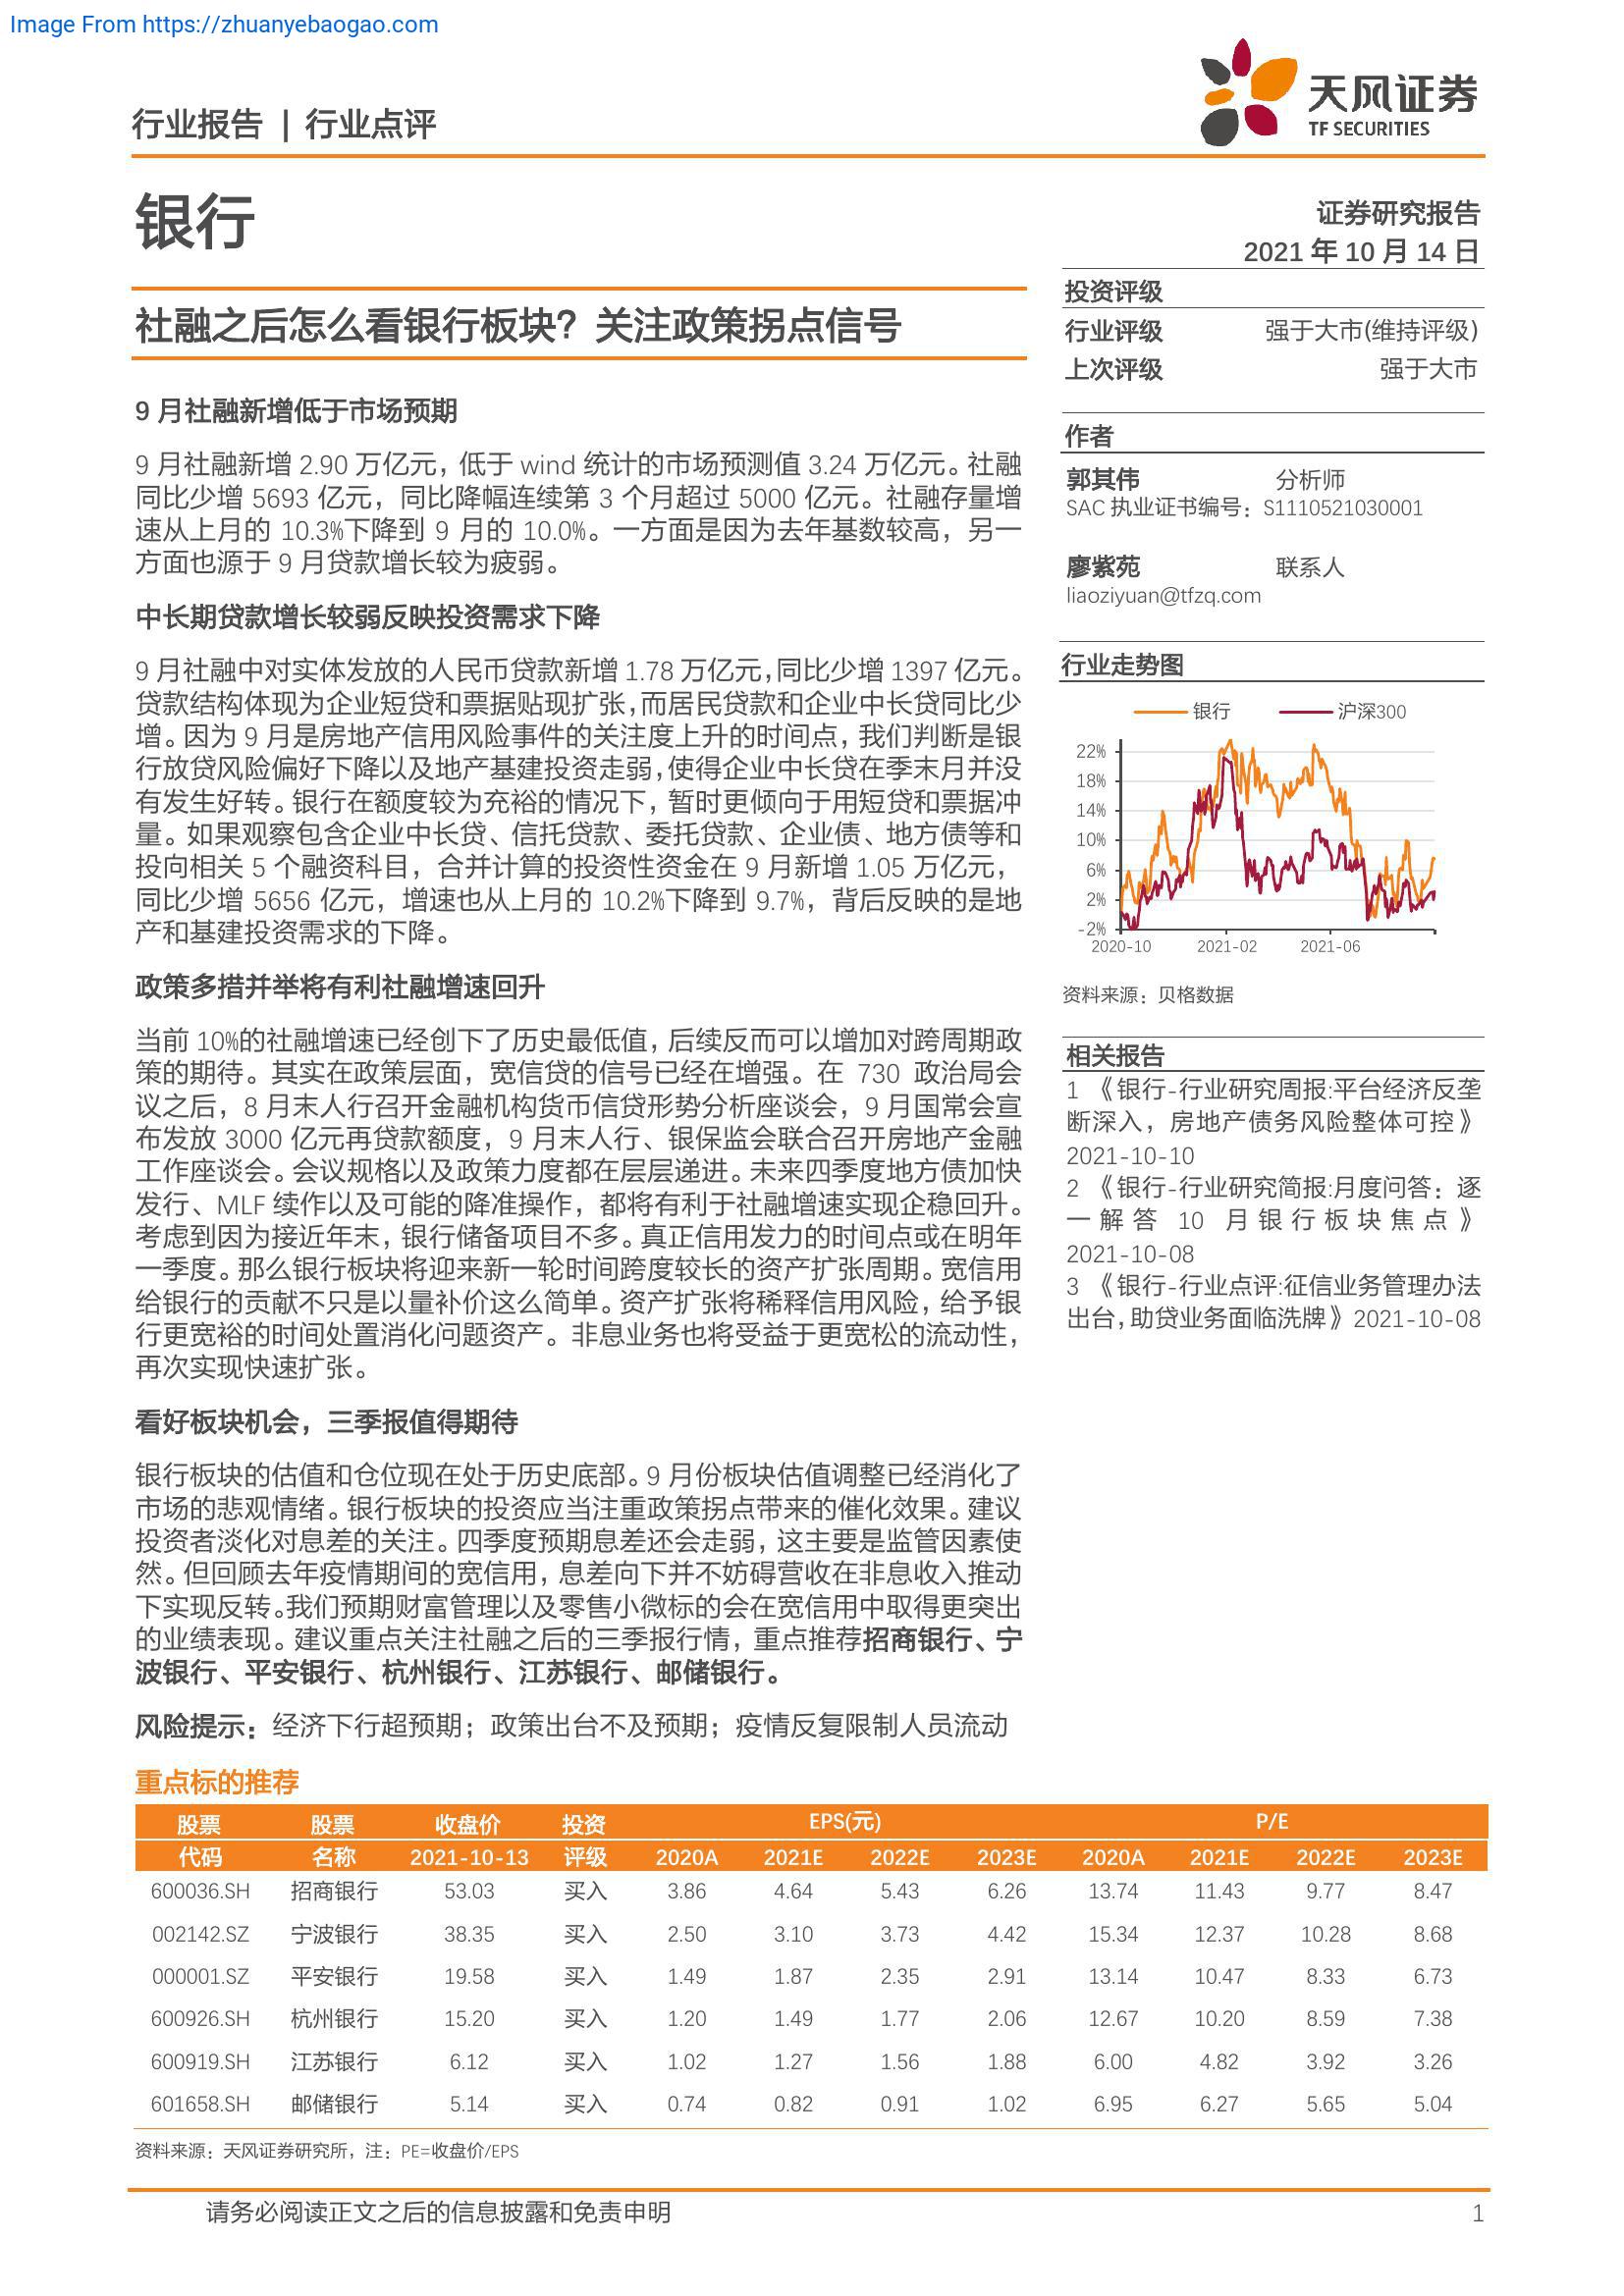 Image From https://zhuanyebaogao.com
天风证券
TF SECURITIES
行业报告 | 行业点评
银行
证券研究报告
2021 年 10 月 14 日
社融之后怎么看银行板块？关注政策拐点信号
9 月社融新增低于市场预期
9 月社融新增 2.90 万亿元，低于 wind 统计的市场预测值 3.24 万亿元。社融
同比少增 5693 亿元，同比降幅连续第 3 个月超过 5000 亿元。社融存量增
速从上月的 10.3%下降到 9 月的 10.0%。一方面是因为去年基数较高，另一
方面也源于 9 月贷款增长较为疲弱。
中长期贷款增长较弱反映投资需求下降
9 月社融中对实体发放的人民币贷款新增 1.78 万亿元，同比少增 1397 亿元。
贷款结构体现为企业短贷和票据贴现扩张，而居民贷款和企业中长贷同比少
增。因为 9 月是房地产信用风险事件的关注度上升的时间点，我们判断是银
行放贷风险偏好下降以及地产基建投资走弱，使得企业中长贷在季末月并没
有发生好转。银行在额度较为充裕的情况下，暂时更倾向于用短贷和票据冲
量。如果观察包含企业中长贷、信托贷款、委托贷款、企业债、地方债等和
投向相关 5 个融资科目，合并计算的投资性资金在 9 月新增 1.05 万亿元，
同比少增 5656 亿元，增速也从上月的 10.2%下降到 9.7%，背后反映的是地
产和基建投资需求的下降。
政策多措并举将有利社融增速回升
当前 10%的社融增速已经创下了历史最低值，后续反而可以增加对跨周期政
策的期待。其实在政策层面，宽信贷的信号已经在增强。在 730 政治局会
议之后，8 月末人行召开金融机构货币信贷形势分析座谈会，9 月国常会宣
布发放 3000 亿元再贷款额度，9 月末人行、银保监会联合召开房地产金融
工作座谈会。会议规格以及政策力度都在层层递进。未来四季度地方债加快
发行、MLF 续作以及可能的降准操作，都将有利于社融增速实现企稳回升。
考虑到因为接近年末，银行储备项目不多。真正信用发力的时间点或在明年
一季度。那么银行板块将迎来新一轮时间跨度较长的资产扩张周期。宽信用
给银行的贡献不只是以量补价这么简单。资产扩张将稀释信用风险，给予银
行更宽裕的时间处置消化问题资产。非息业务也将受益于更宽松的流动性，
再次实现快速扩张。
看好板块机会，三季报值得期待
银行板块的估值和仓位现在处于历史底部。9 月份板块估值调整已经消化了
市场的悲观情绪。银行板块的投资应当注重政策拐点带来的催化效果。建议
投资者淡化对息差的关注。四季度预期息差还会走弱，这主要是监管因素使
然。但回顾去年疫情期间的宽信用，息差向下并不妨碍营收在非息收入推动
下实现反转。我们预期财富管理以及零售小微标的会在宽信用中取得更突出
的业绩表现。建议重点关注社融之后的三季报行情，重点推荐招商银行、宁
波银行、平安银行、杭州银行、江苏银行、邮储银行。
风险提示：经济下行超预期；政策出台不及预期；疫情反复限制人员流动
投资评级
行业评级 强于大市(维持评级)
上次评级 强于大市
作者
郭其伟 分析师
SAC 执业证书编号：S1110521030001
廖紫苑 联系人
liaoziyuan@tfzq.com
行业走势图
银行 沪深300
22%
18%
14%
10%
6%
2%
-2%
2020-10 2021-02 2021-06
资料来源：贝格数据
相关报告
1 《银行-行业研究周报:平台经济反垄
断深入，房地产债务风险整体可控》
2021-10-10
2 《银行-行业研究简报:月度问答：逐
一解答 10 月银行板块焦点》
2021-10-08
3 《银行-行业点评:征信业务管理办法
出台，助贷业务面临洗牌》2021-10-08
重点标的推荐
股票 股票 收盘价 投资 EPS(元) P/E
代码 名称 2021-10-13 评级 2020A 2021E 2022E 2023E 2020A 2021E 2022E 2023E
600036.SH 招商银行 53.03 买入 3.86 4.64 5.43 6.26 13.74 11.43 9.77 8.47
002142.SZ 宁波银行 38.35 买入 2.50 3.10 3.73 4.42 15.34 12.37 10.28 8.68
000001.SZ 平安银行 19.58 买入 1.49 1.87 2.35 2.91 13.14 10.47 8.33 6.73
600926.SH 杭州银行 15.20 买入 1.20 1.49 1.77 2.06 12.67 10.20 8.59 7.38
600919.SH 江苏银行 6.12 买入 1.02 1.27 1.56 1.88 6.00 4.82 3.92 3.26
601658.SH 邮储银行 5.14 买入 0.74 0.82 0.91 1.02 6.95 6.27 5.65 5.04
资料来源：天风证券研究所，注：PE=收盘价/EPS
请务必阅读正文之后的信息披露和免责申明 1